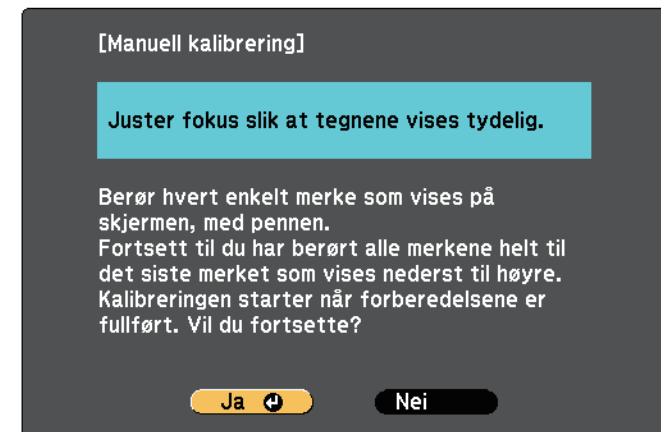 [Manuell kalibrering]
Juster fokus slik at tegnene vises tydelig.
Berør hvert enkelt merke som vises på
skjermen, med pennen.
Fortsett til du har berørt alle merkene helt til
det siste merket som vises nederst til høyre.
Kalibreringen starter når forberedelsene er
fullført. Vil du fortsette?
Ja Nei